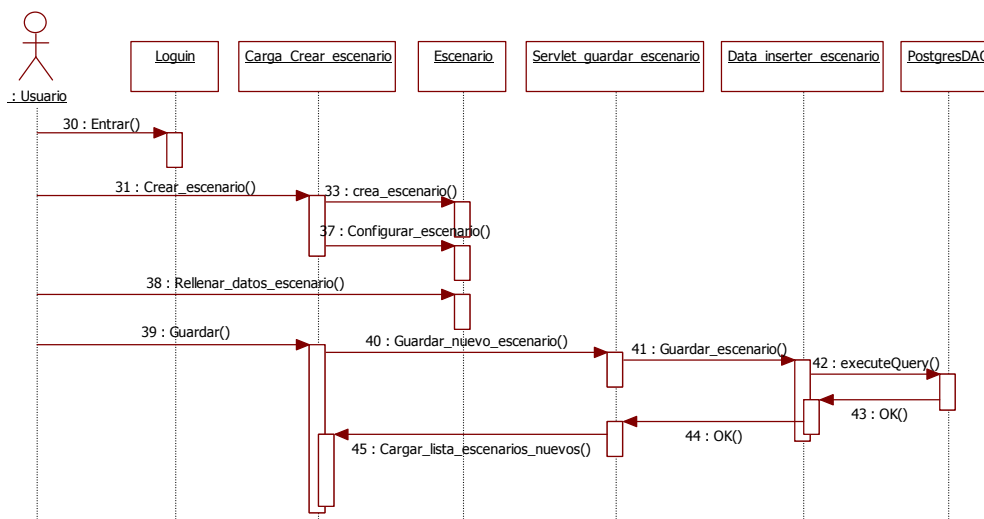 Loguin
Carga_Crear_escenario
Escenario
Servlet_guardar_escenario
Data_inserter_escenario
PostgresDAO
: Usuario
30 : Entrar()
31 : Crear_escenario()
33 : crea_escenario()
37 : Configurar_escenario()
38 : Rellenar_datos_escenario()
39 : Guardar()
40 : Guardar_nuevo_escenario()
41 : Guardar_escenario()
42 : executeQuery()
43 : OK()
44 : OK()
45 : Cargar_lista_escenarios_nuevos()